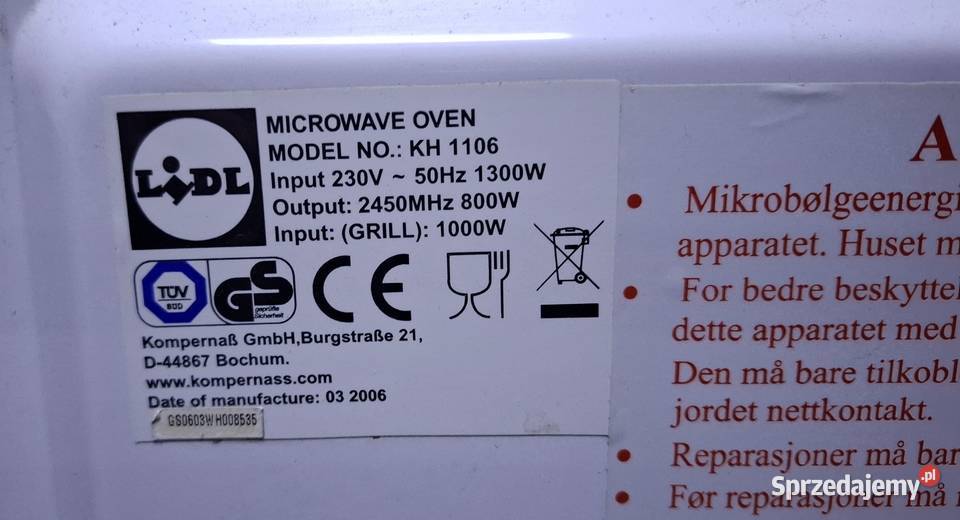 LiDL
MICROWAVE OVEN
MODEL NO.: KH 1106
Input 230V ~ 50Hz 1300W
Output: 2450MHz 800W
Input: (GRILL): 1000W
TÜV
SÜD
GS
geprüfte
Sicherheit
CE
Kompernaß GmbH,Burgstraße 21,
D-44867 Bochum.
www.kompernass.com
Date of manufacture: 03 2006
GS0603WH008535
A
• Mikrobølgeenergi
apparatet. Huset m
• For bedre beskyttel
dette apparatet med
Den må bare tilkobl
jordet nettkontakt.
• Repara­sjoner må bar
• Før reparasjoner må
Sprzedajemy.pl